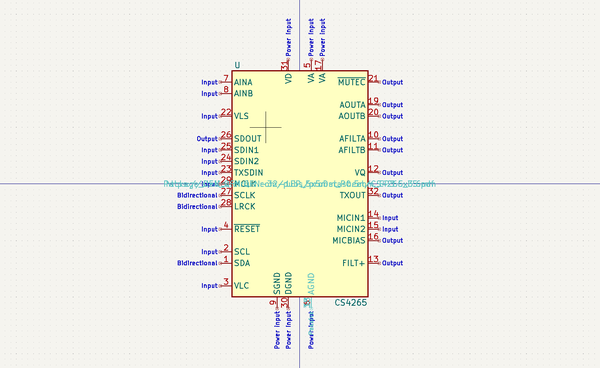 Power Input
Power Input
Power Input
U
31
5
17
VD
VA
VA
Input 7 AINA
MUTEC 21 Output
Input 8 AINB
AOUTA 19 Output
Input 22 VLS
AOUTB 20 Output
Output 26 SDOUT
AFILTA 10 Output
Input 25 SDIN1
AFILTB 11 Output
Input 24 SDIN2
Input 23 TXSDIN
VQ 12 Output
29
Bidirectional 27 SCLK
TXOUT 32 Output
Bidirectional 28 LRCK
MICIN1 14 Input
Input 4 RESET
MICIN2 15 Input
MICBIAS 16 Output
Input 2 SCL
Bidirectional 1 SDA
FILT+ 13 Output
Input 3 VLC
SGND
DGND
AGND
9
30
CS4265
Power Input
Power Input
Power Input